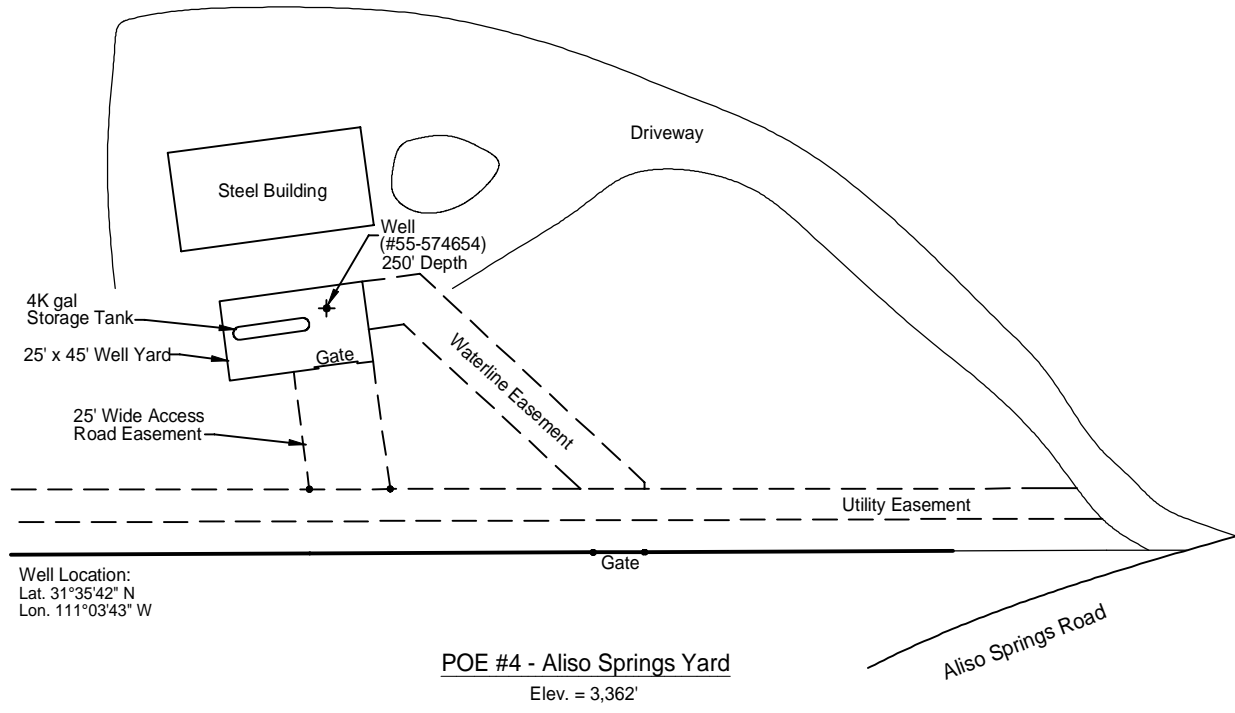 Driveway
Steel Building
Well
(#55-574654)
250' Depth
4K gal
Storage Tank
25' x 45' Well Yard
Gate
Waterline Easement
25' Wide Access
Road Easement
Utility Easement
Gate
Well Location:
Lat. 31°35'42" N
Lon. 111°03'43" W
Aliso Springs Road
POE #4 - Aliso Springs Yard
Elev. = 3,362'